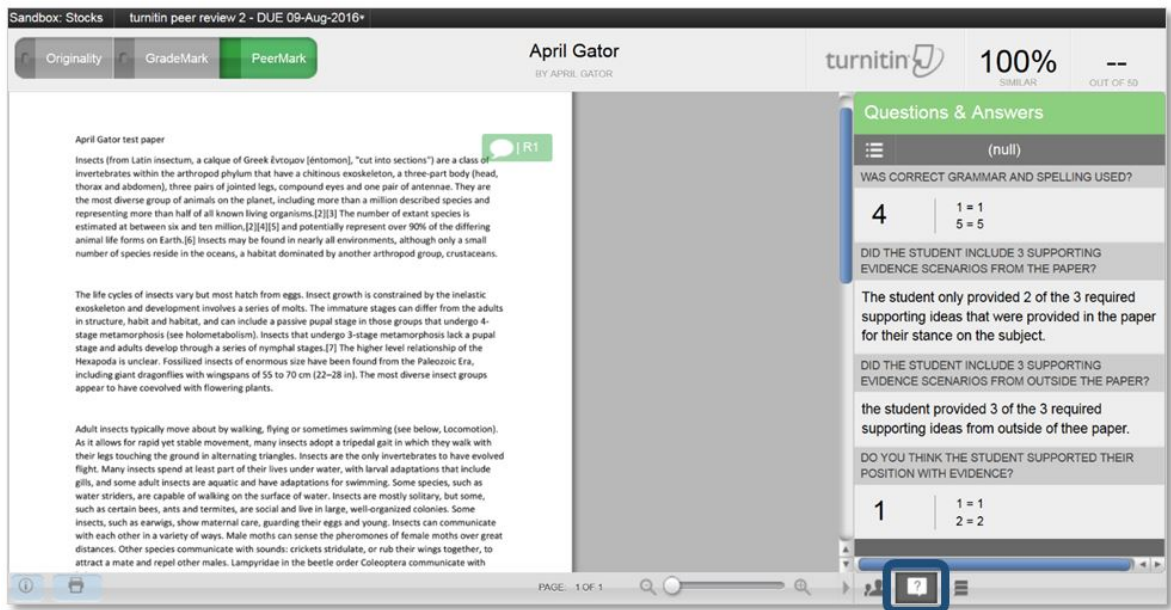 Sandbox: Stocks
turnitin peer review 2 - DUE 09-Aug-2016
Originality
GradeMark
PeerMark
April Gator
BY APRIL GATOR
turnitin
100%
SIMILAR
--
OUT OF 50
April Gator test paper
| R1
Insects (from Latin insectum, a calque of Greek ἔντομον [éntomon], "cut into sections") are a class of
invertebrates within the arthropod phylum that have a chitinous exoskeleton, a three-part body (head,
thorax and abdomen), three pairs of jointed legs, compound eyes and one pair of antennae. They are
the most diverse group of animals on the planet, including more than a million described species and
representing more than half of all known living organisms.[2][3] The number of extant species is
estimated at between six and ten million,[2][4][5] and potentially represent over 90% of the differing
animal life forms on Earth.[6] Insects may be found in nearly all environments, although only a small
number of species reside in the oceans, a habitat dominated by another arthropod group, crustaceans.
The life cycles of insects vary but most hatch from eggs. Insect growth is constrained by the inelastic
exoskeleton and development involves a series of molts. The immature stages can differ from the adults
in structure, habit and habitat, and can include a passive pupal stage in those groups that undergo 4-
stage metamorphosis (see holometabolism). Insects that undergo 3-stage metamorphosis lack a pupal
stage and adults develop through a series of nymphal stages.[7] The higher level relationship of the
Hexapoda is unclear. Fossilized insects of enormous size have been found from the Paleozoic Era,
including giant dragonflies with wingspans of 55 to 70 cm (22–28 in). The most diverse insect groups
appear to have coevolved with flowering plants.
Adult insects typically move about by walking, flying or sometimes swimming (see below, Locomotion).
As it allows for rapid yet stable movement, many insects adopt a tripedal gait in which they walk with
their legs touching the ground in alternating triangles. Insects are the only invertebrates to have evolved
flight. Many insects spend at least part of their lives under water, with larval adaptations that include
gills, and some adult insects are aquatic and have adaptations for swimming. Some species, such as
water striders, are capable of walking on the surface of water. Insects are mostly solitary, but some,
such as certain bees, ants and termites, are social and live in large, well-organized colonies. Some
insects, such as earwigs, show maternal care, guarding their eggs and young. Insects can communicate
with each other in a variety of ways. Male moths can sense the pheromones of female moths over great
distances. Other species communicate with sounds: crickets stridulate, or rub their wings together, to
attract a mate and repel other males. Lampyridae in the beetle order Coleoptera communicate with
Questions & Answers
(null)
WAS CORRECT GRAMMAR AND SPELLING USED?
4
1 = 1
5 = 5
DID THE STUDENT INCLUDE 3 SUPPORTING
EVIDENCE SCENARIOS FROM THE PAPER?
The student only provided 2 of the 3 required
supporting ideas that were provided in the paper
for their stance on the subject.
DID THE STUDENT INCLUDE 3 SUPPORTING
EVIDENCE SCENARIOS FROM OUTSIDE THE PAPER?
the student provided 3 of the 3 required
supporting ideas from outside of thee paper.
DO YOU THINK THE STUDENT SUPPORTED THEIR
POSITION WITH EVIDENCE?
1
1 = 1
2 = 2
PAGE: 1 OF 1